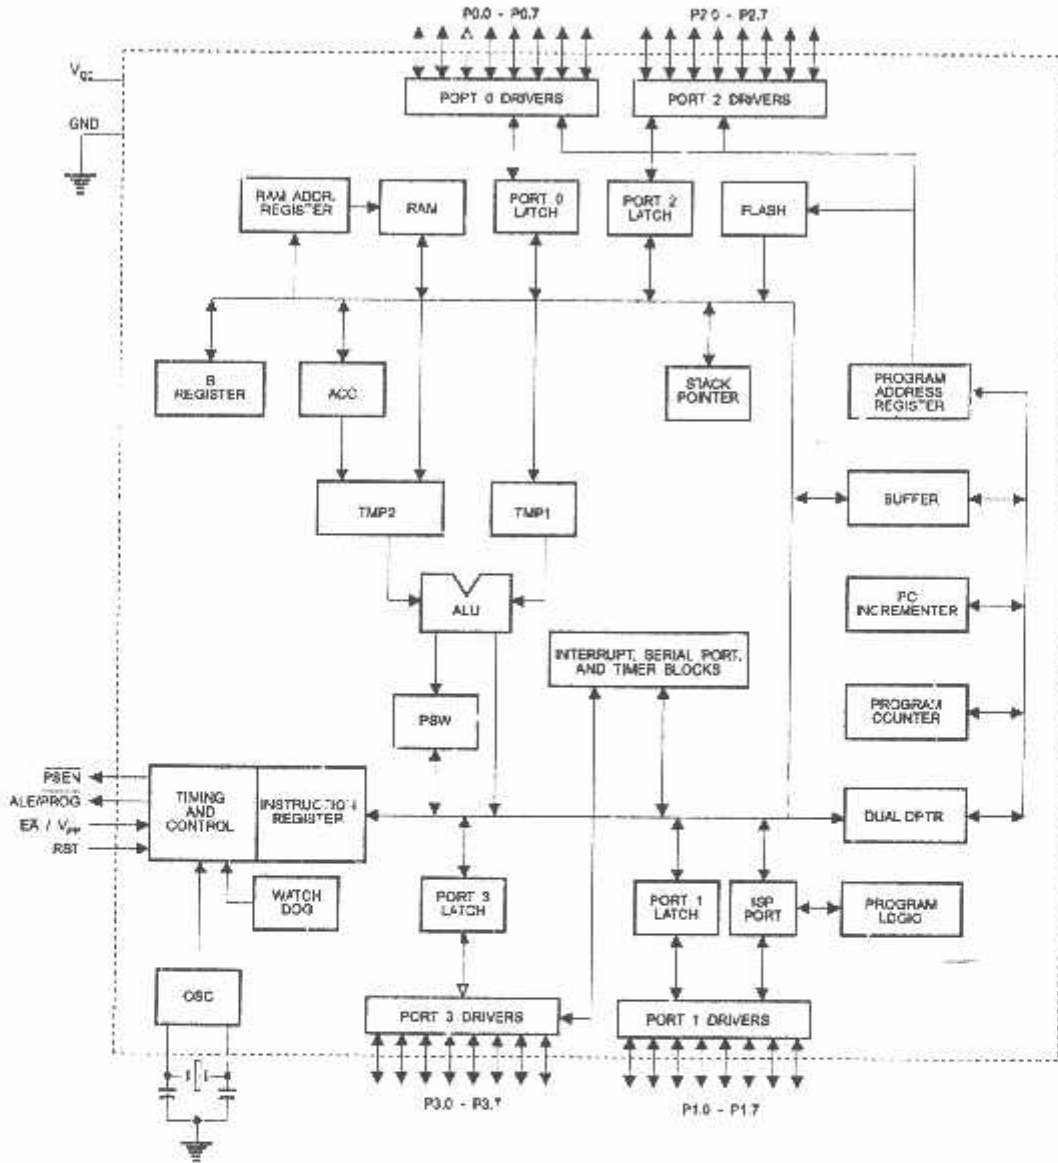 P0.0 - P0.7
P2.0 - P2.7
VCC
PORT 0 DRIVERS
PORT 2 DRIVERS
GND
RAM ADDR.
REGISTER
RAM
PORT 0
LATCH
PORT 2
LATCH
FLASH
B
REGISTER
ACC
STACK
POINTER
PROGRAM
ADDRESS
REGISTER
TMP2
TMP1
BUFFER
ALU
PC
INCREMENTER
INTERRUPT, SERIAL PORT,
AND TIMER BLOCKS
PSW
PROGRAM
COUNTER
PSEN
ALE/PROG
EA / VPP
RST
TIMING
AND
CONTROL
INSTRUCTION
REGISTER
DUAL DPTR
WATCH
DOG
PORT 3
LATCH
PORT 1
LATCH
ISP
PORT
PROGRAM
LOGIC
OSC
PORT 3 DRIVERS
PORT 1 DRIVERS
P3.0 - P3.7
P1.0 - P1.7